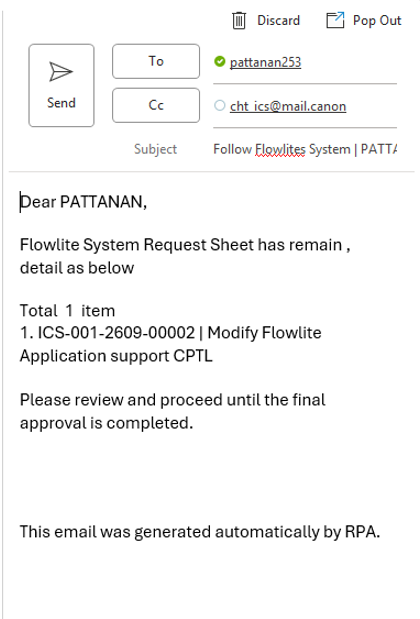 Discard
Pop Out
Send
To
pattanan253
Cc
cht_ics@mail.canon
Subject
Follow Flowlites System | PATTA
Dear PATTANAN,
Flowlite System Request Sheet has remain ,
detail as below
Total  1  item
1. ICS-001-2609-00002 | Modify Flowlite
Application support CPTL
Please review and proceed until the final
approval is completed.
This email was generated automatically by RPA.